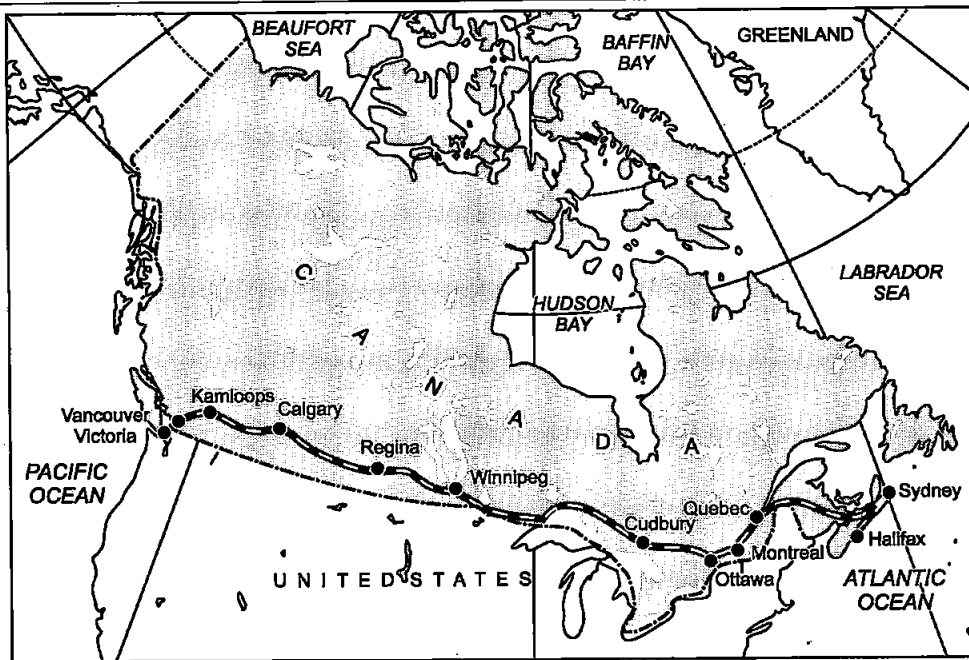 BEAUFORT
SEA
BAFFIN
BAY
GREENLAND
LABRADOR
SEA
HUDSON
BAY
C A N A D A
Kamloops
Vancouver
Calgary
Victoria
Regina
PACIFIC
OCEAN
Winnipeg
Sydney
Quebec
Cudbury
Halifax
Montreal
Ottawa
UNITED STATES
ATLANTIC
OCEAN